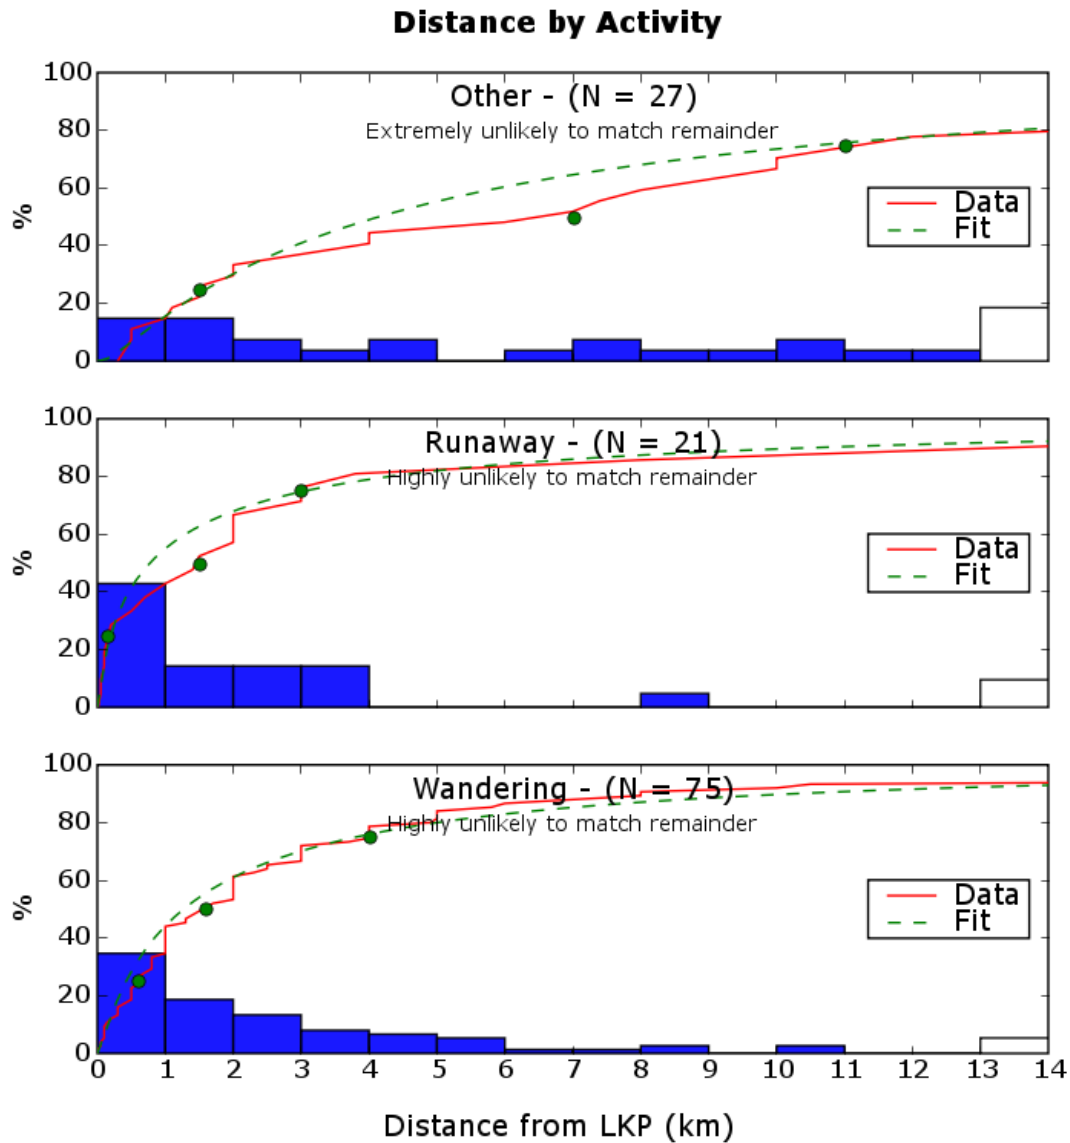 Distance by Activity
100
80
60
40
20
0
%
Other - (N = 27)
Extremely unlikely to match remainder
Data
Fit
100
80
60
40
20
0
%
Runaway - (N = 21)
Highly unlikely to match remainder
Data
Fit
100
80
60
40
20
0
%
Wandering - (N = 75)
Highly unlikely to match remainder
Data
Fit
0 1 2 3 4 5 6 7 8 9 10 11 12 13 14
Distance from LKP (km)